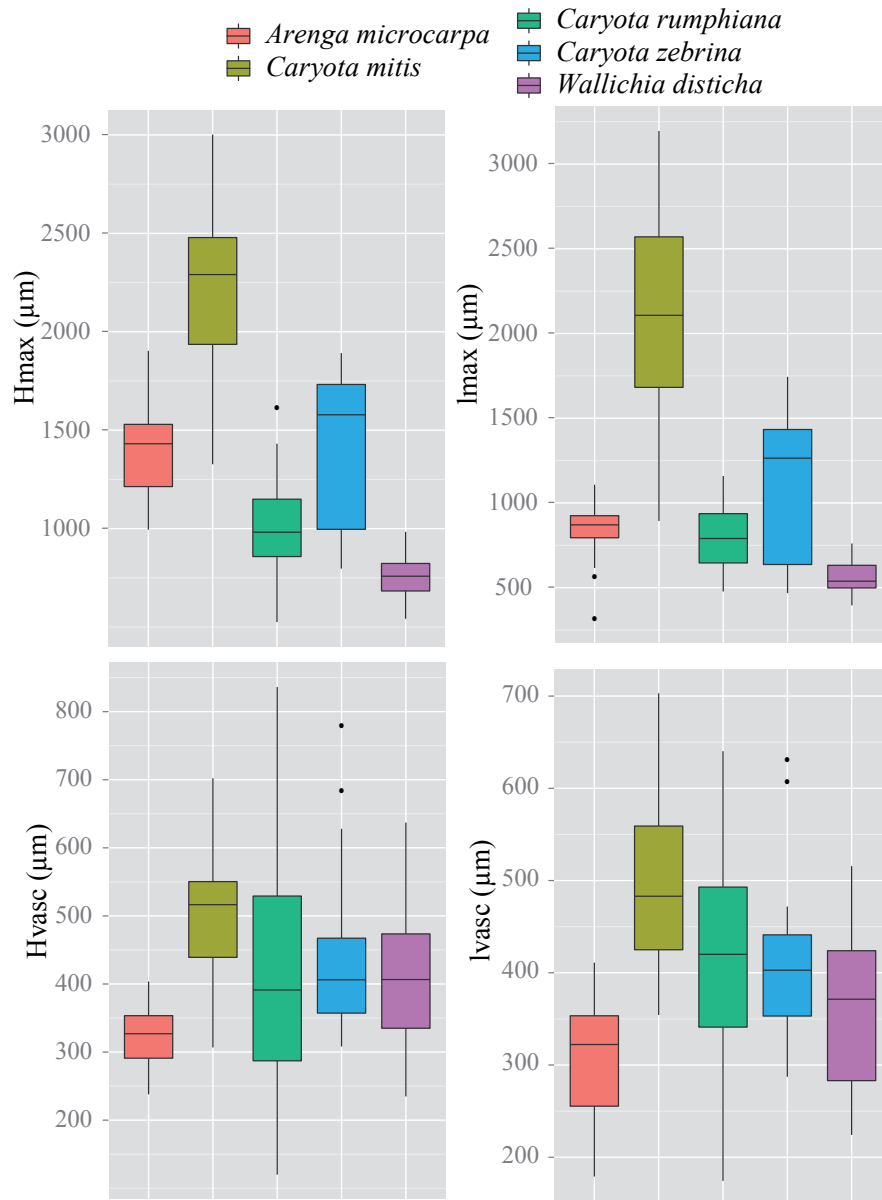 Arenga microcarpa
Caryota mitis
Caryota rumphiana
Caryota zebrina
Wallichia disticha
Hmax (µm)
3000
2500
2000
1500
1000
lmax (µm)
3000
2500
2000
1500
1000
500
Hvasc (µm)
800
700
600
500
400
300
200
lvasc (µm)
700
600
500
400
300
200